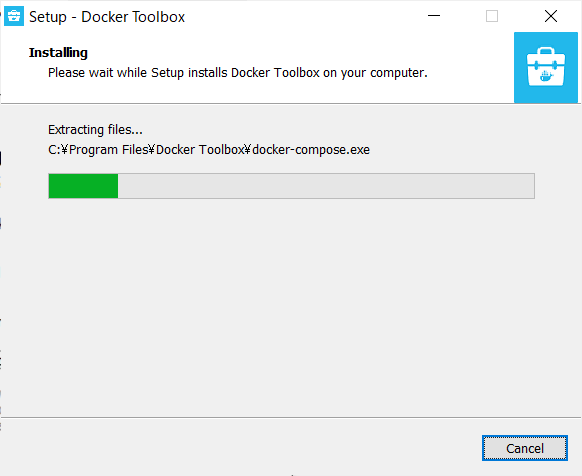 Setup - Docker Toolbox
Installing
Please wait while Setup installs Docker Toolbox on your computer.
Extracting files...
C:¥Program Files¥Docker Toolbox¥docker-compose.exe
Cancel